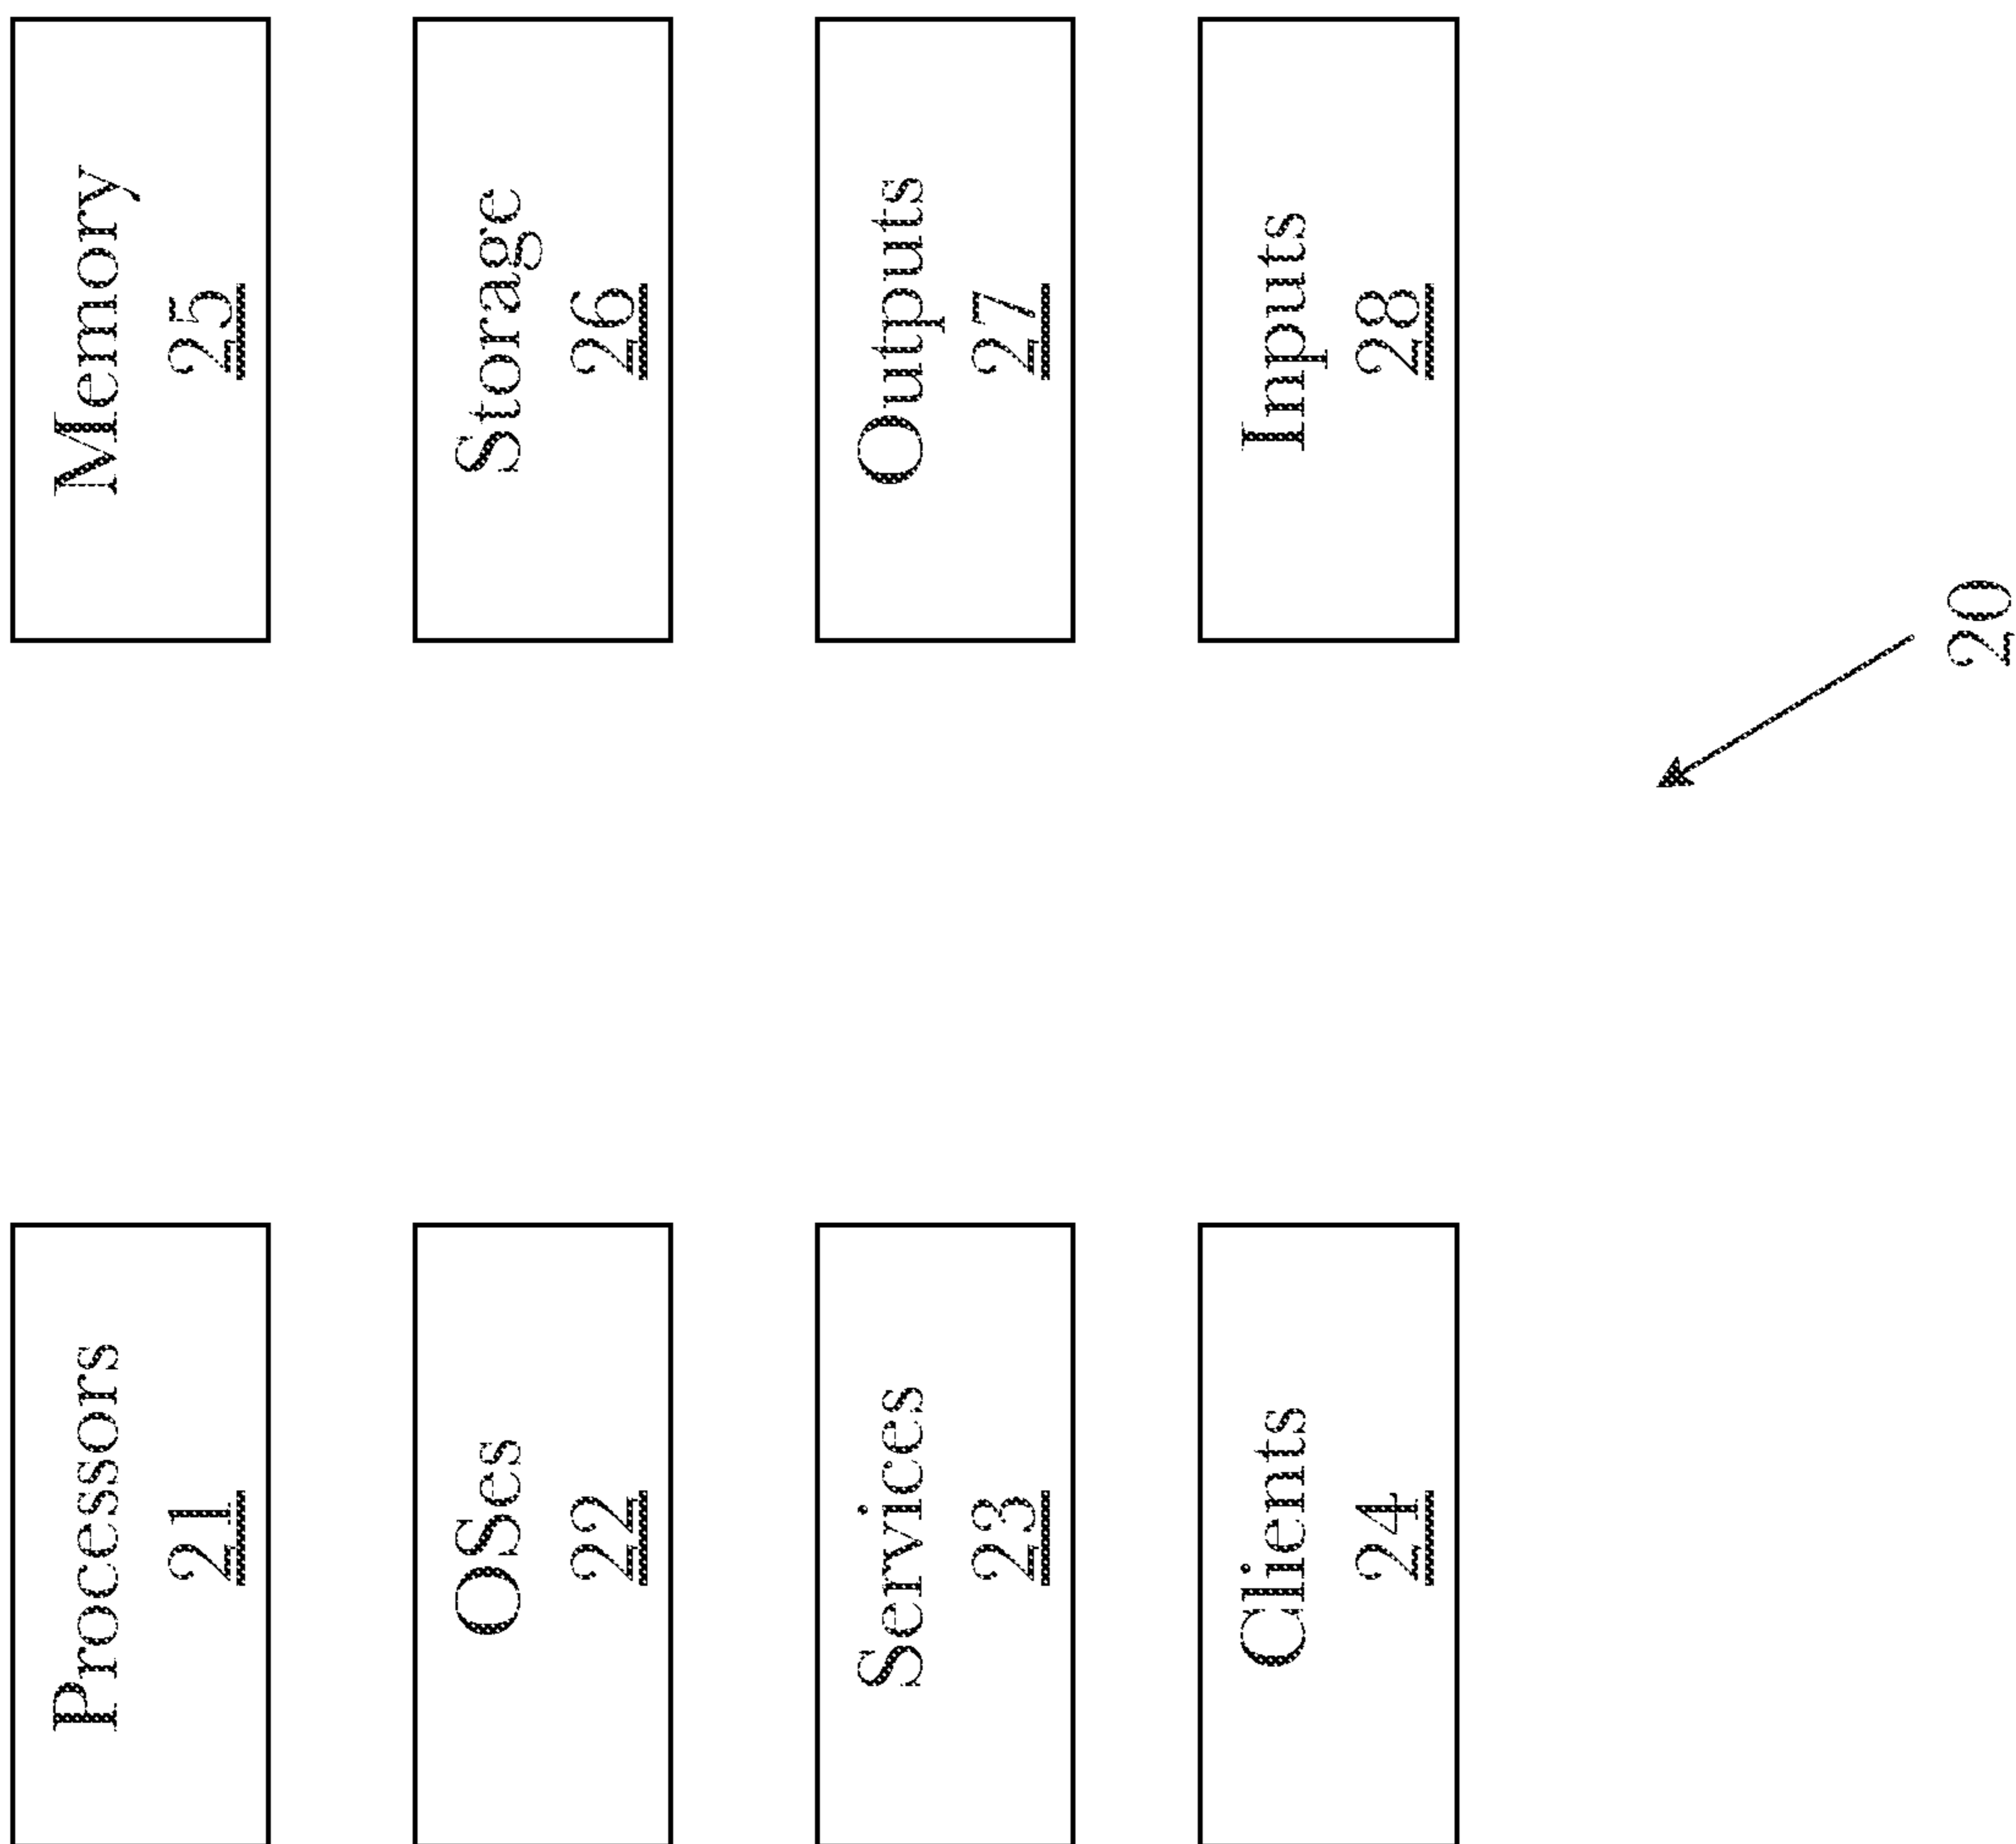 Processors
21
Memory
25
OSes
22
Storage
26
Services
23
Outputs
27
Clients
24
Inputs
28
20